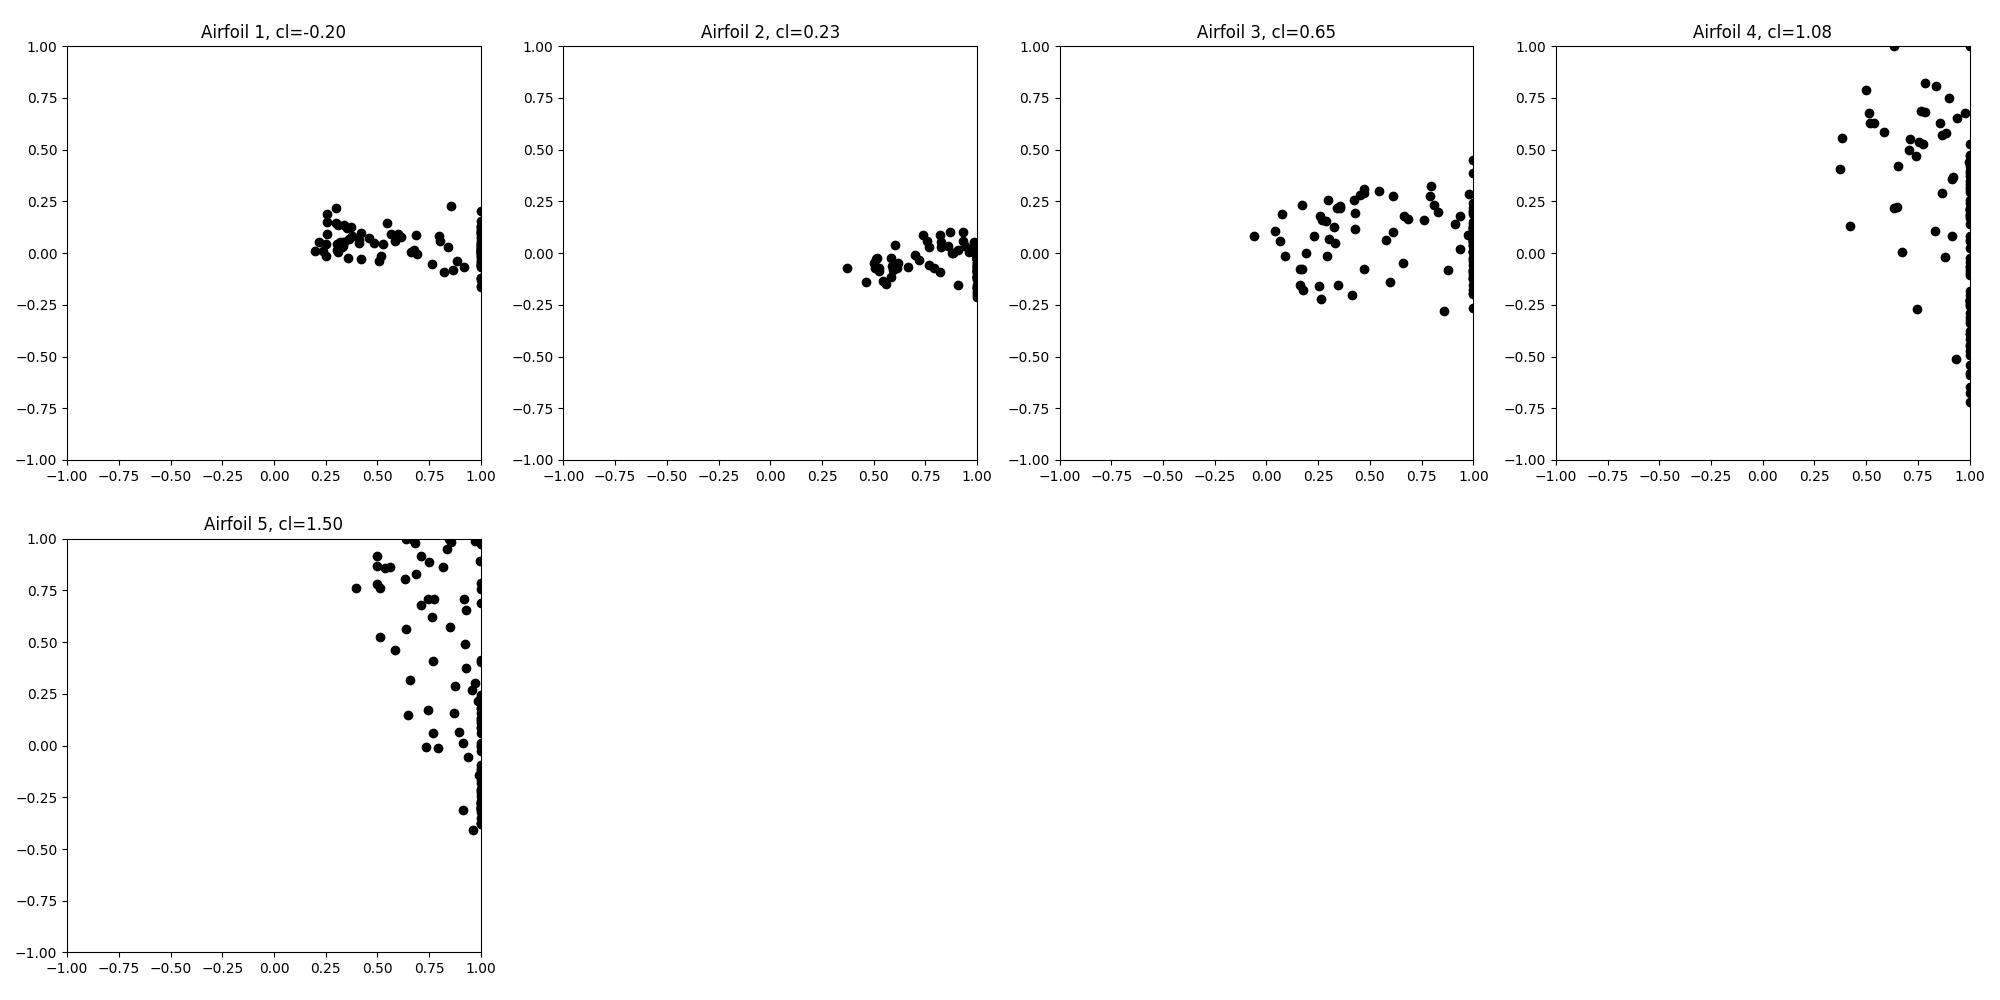 Airfoil 1, cl=-0.20
Airfoil 2, cl=0.23
Airfoil 3, cl=0.65
Airfoil 4, cl=1.08
1.00 1.00 1.00 1.00
0.75 0.75 0.75 0.75
0.50 0.50 0.50 0.50
0.25 0.25 0.25 0.25
0.00 0.00 0.00 0.00
−0.25 −0.25 −0.25 −0.25
−0.50 −0.50 −0.50 −0.50
−0.75 −0.75 −0.75 −0.75
−1.00 −1.00 −1.00 −1.00
−1.00 −0.75 −0.50 −0.25 0.00 0.25 0.50 0.75 1.00
−1.00 −0.75 −0.50 −0.25 0.00 0.25 0.50 0.75 1.00
−1.00 −0.75 −0.50 −0.25 0.00 0.25 0.50 0.75 1.00
−1.00 −0.75 −0.50 −0.25 0.00 0.25 0.50 0.75 1.00
Airfoil 5, cl=1.50
1.00
0.75
0.50
0.25
0.00
−0.25
−0.50
−0.75
−1.00
−1.00 −0.75 −0.50 −0.25 0.00 0.25 0.50 0.75 1.00